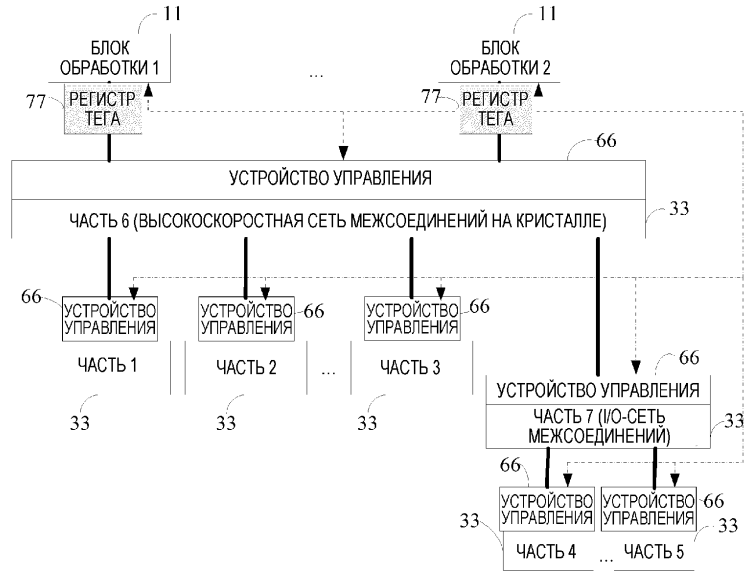 11
11
БЛОК
ОБРАБОТКИ 1
...
БЛОК
ОБРАБОТКИ 2
77
РЕГИСТР
ТЕГА
77
РЕГИСТР
ТЕГА
66
УСТРОЙСТВО УПРАВЛЕНИЯ
ЧАСТЬ 6 (ВЫСОКОСКОРОСТНАЯ СЕТЬ МЕЖСОЕДИНЕНИЙ НА КРИСТАЛЛЕ)
33
66
УСТРОЙСТВО
УПРАВЛЕНИЯ
УСТРОЙСТВО
УПРАВЛЕНИЯ
66
УСТРОЙСТВО
УПРАВЛЕНИЯ
66
ЧАСТЬ 1
ЧАСТЬ 2
...
ЧАСТЬ 3
33
33
33
66
УСТРОЙСТВО УПРАВЛЕНИЯ
ЧАСТЬ 7 (I/O-СЕТЬ
МЕЖСОЕДИНЕНИЙ)
33
66
УСТРОЙСТВО
УПРАВЛЕНИЯ
УСТРОЙСТВО
УПРАВЛЕНИЯ
66
33
ЧАСТЬ 4
...
ЧАСТЬ 5
33